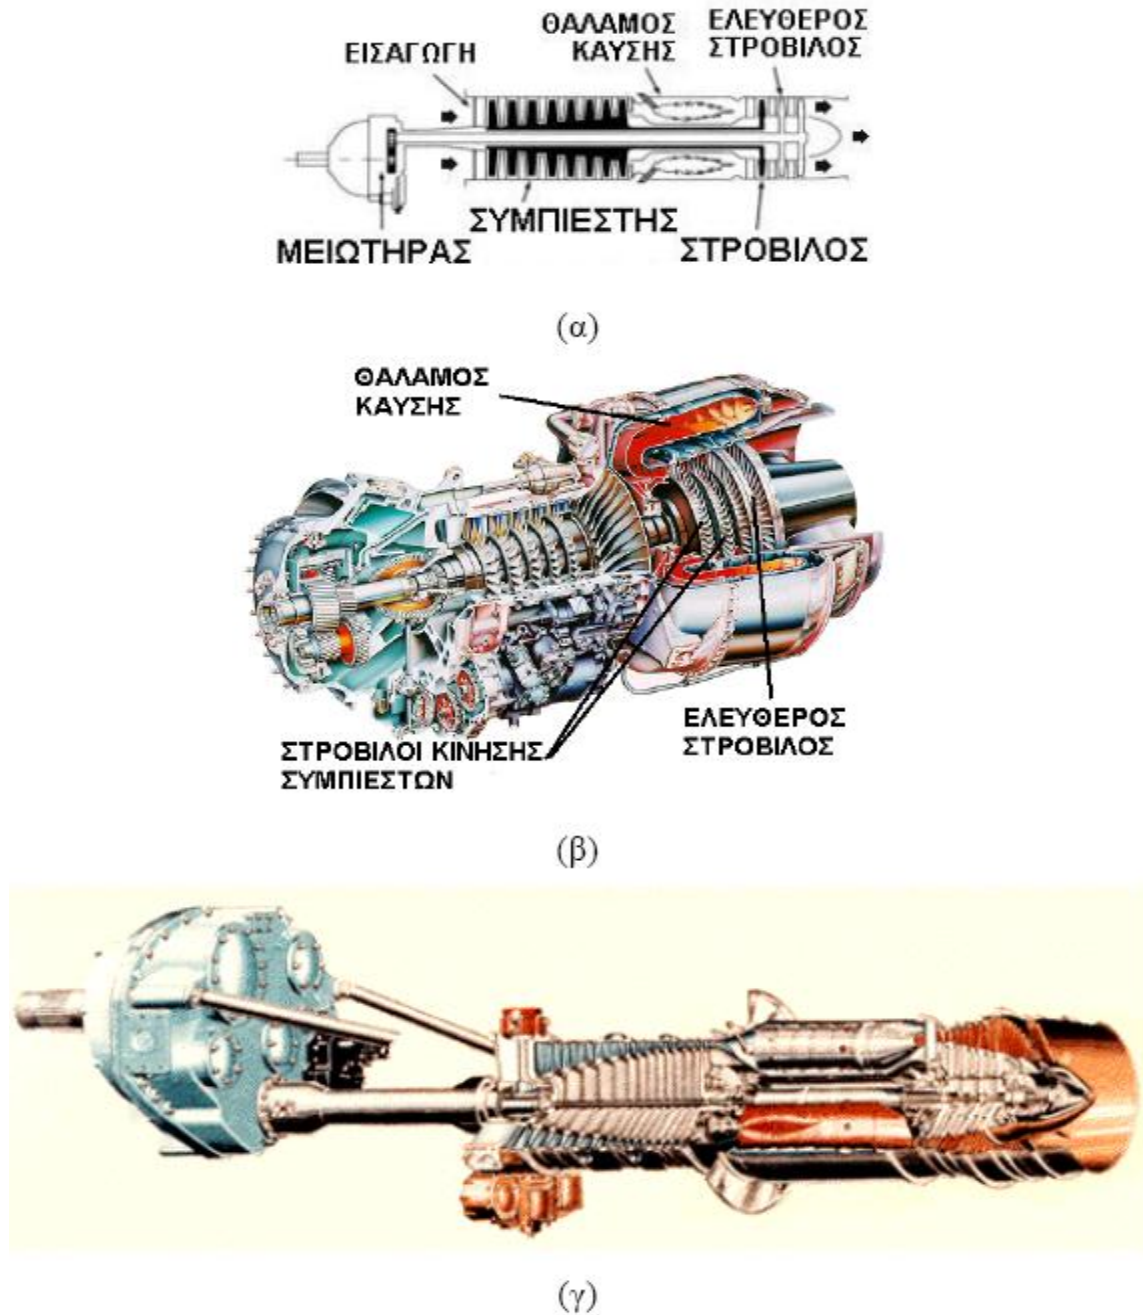 ΘΑΛΑΜΟΣ
ΚΑΥΣΗΣ
ΕΛΕΥΘΕΡΟΣ
ΣΤΡΟΒΙΛΟΣ
ΕΙΣΑΓΩΓΗ
ΣΥΜΠΙΕΣΤΗΣ
ΜΕΙΩΤΗΡΑΣ
ΣΤΡΟΒΙΛΟΣ
(α)
ΘΑΛΑΜΟΣ
ΚΑΥΣΗΣ
ΕΛΕΥΘΕΡΟΣ
ΣΤΡΟΒΙΛΟΣ
ΣΤΡΟΒΙΛΟΙ ΚΙΝΗΣΗΣ
ΣΥΜΠΙΕΣΤΩΝ
(β)
(γ)